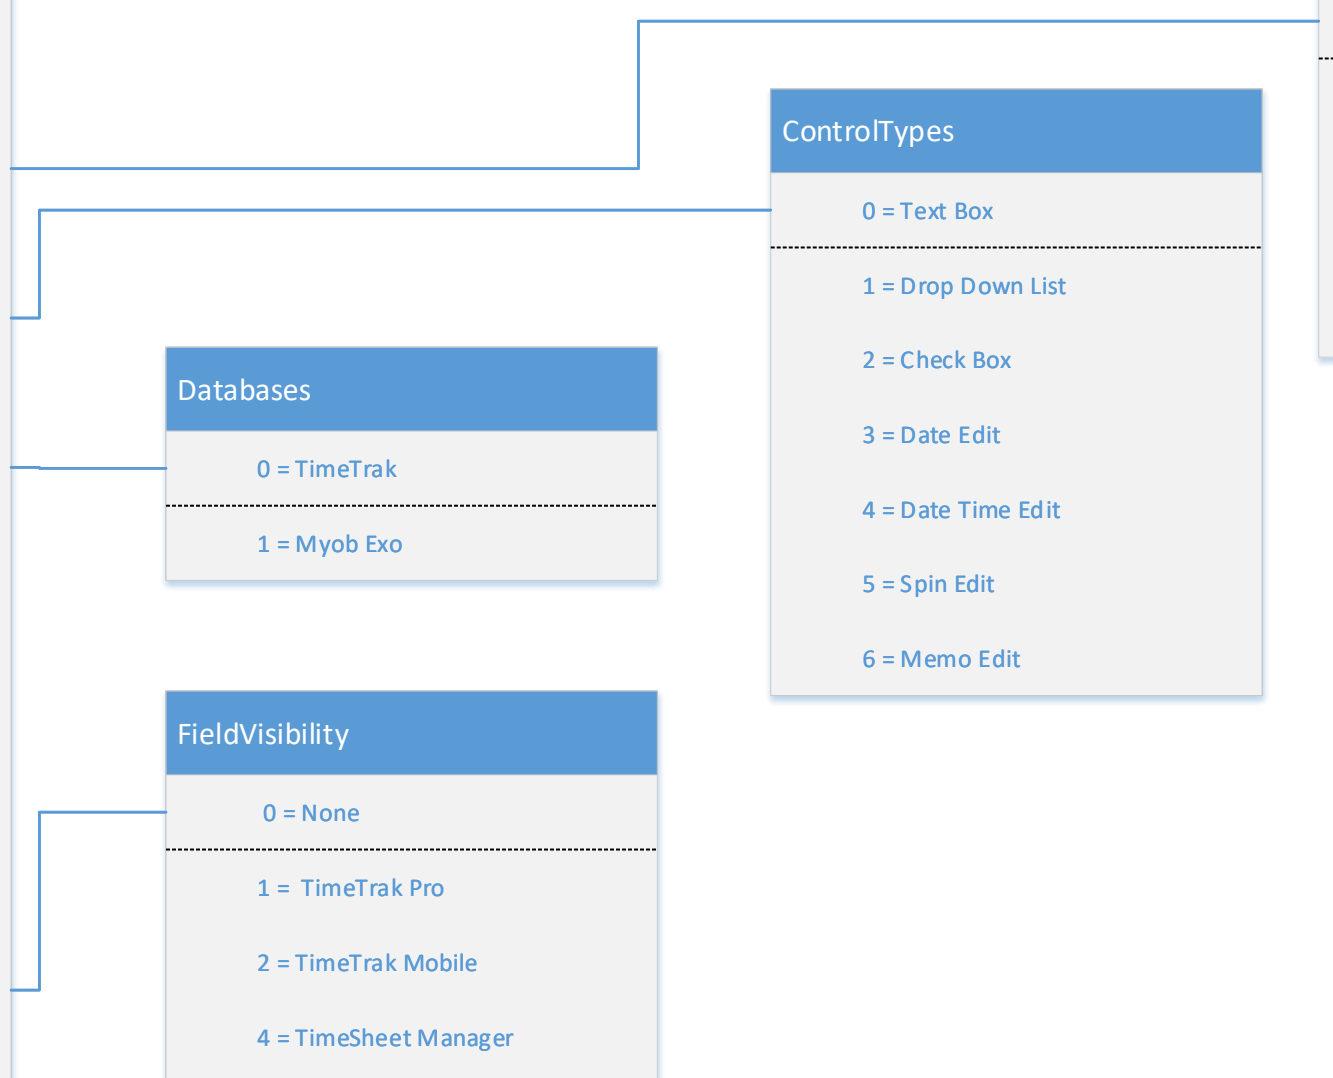 ControlTypes
0 = Text Box
1 = Drop Down List
2 = Check Box
3 = Date Edit
4 = Date Time Edit
5 = Spin Edit
6 = Memo Edit
Databases
0 = TimeTrak
1 = Myob Exo
FieldVisibility
0 = None
1 =  TimeTrak Pro
2 = TimeTrak Mobile
4 = TimeSheet Manager